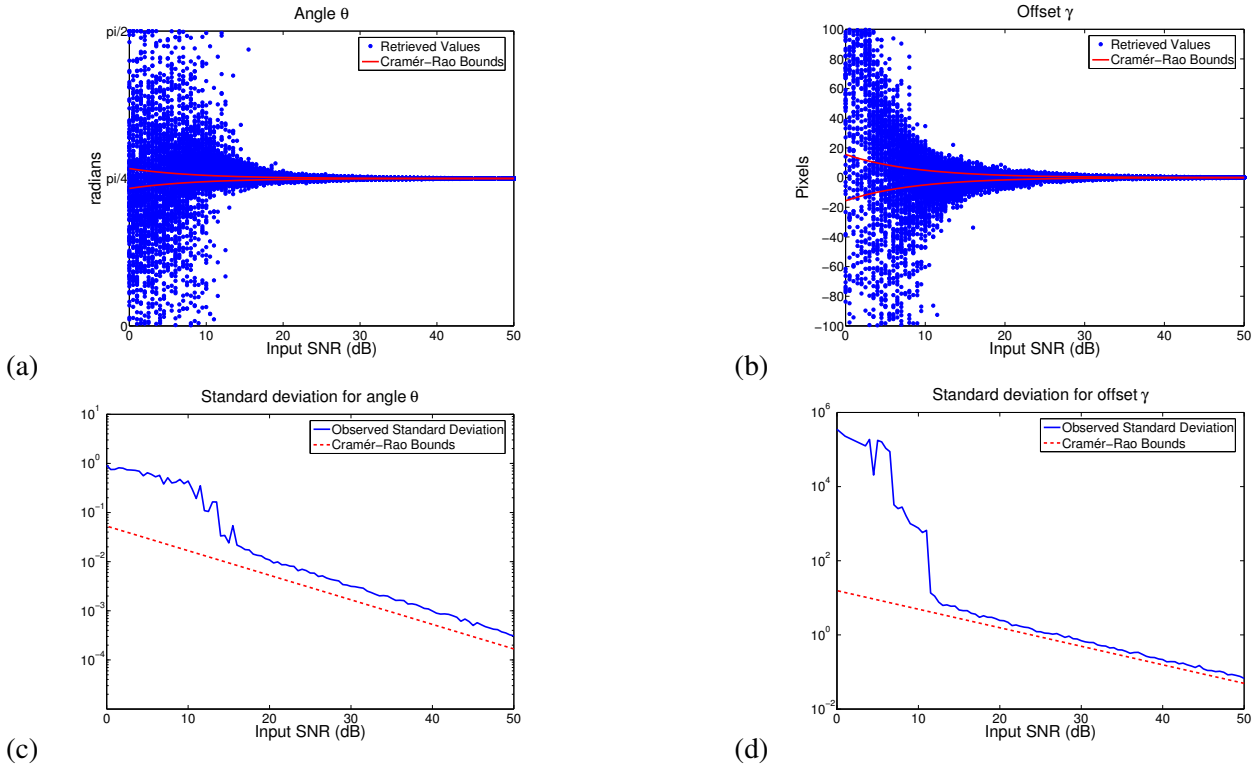 Angle θ
pi/2
pi/4
0
radians
Retrieved Values
Cramér−Rao Bounds
0 10 20 30 40 50
Input SNR (dB)
(a)
Offset γ
100
80
60
40
20
0
−20
−40
−60
−80
−100
Pixels
Retrieved Values
Cramér−Rao Bounds
0 10 20 30 40 50
Input SNR (dB)
(b)
Standard deviation for angle θ
10^1
10^0
10^−1
10^−2
10^−3
10^−4
Observed Standard Deviation
Cramér−Rao Bounds
0 10 20 30 40 50
Input SNR (dB)
(c)
Standard deviation for offset γ
10^6
10^4
10^2
10^0
10^−2
Observed Standard Deviation
Cramér−Rao Bounds
0 10 20 30 40 50
Input SNR (dB)
(d)